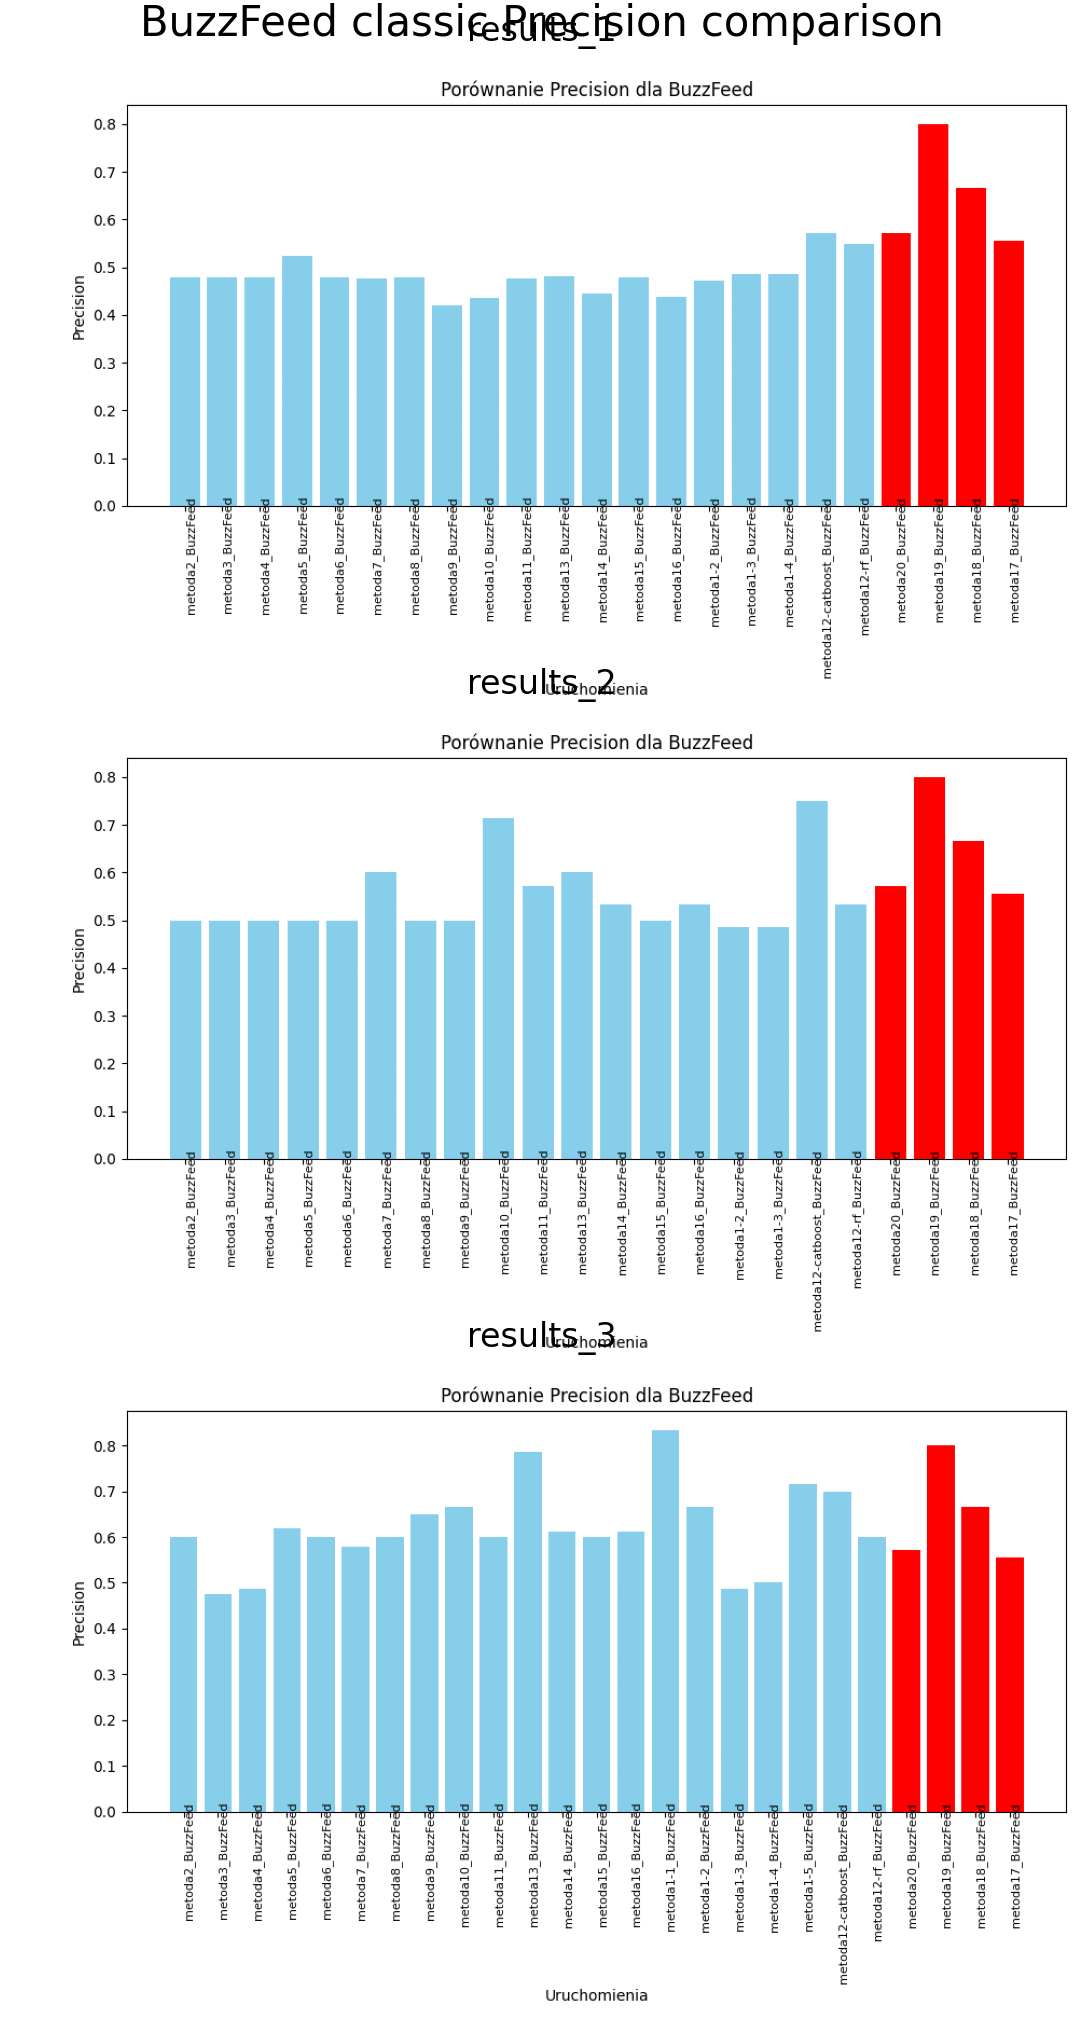 BuzzFeed classic Precision comparison
results_1
Porównanie Precision dla BuzzFeed
Precision
0.8
0.7
0.6
0.5
0.4
0.3
0.2
0.1
0.0
metoda2_BuzzFeed
metoda3_BuzzFeed
metoda4_BuzzFeed
metoda5_BuzzFeed
metoda6_BuzzFeed
metoda7_BuzzFeed
metoda8_BuzzFeed
metoda9_BuzzFeed
metoda10_BuzzFeed
metoda11_BuzzFeed
metoda13_BuzzFeed
metoda14_BuzzFeed
metoda15_BuzzFeed
metoda16_BuzzFeed
metoda1-2_BuzzFeed
metoda1-3_BuzzFeed
metoda1-4_BuzzFeed
metoda12-catboost_BuzzFeed
metoda12-rf_BuzzFeed
metoda20_BuzzFeed
metoda19_BuzzFeed
metoda18_BuzzFeed
metoda17_BuzzFeed
Uruchomienia
results_2
Porównanie Precision dla BuzzFeed
Precision
0.8
0.7
0.6
0.5
0.4
0.3
0.2
0.1
0.0
metoda2_BuzzFeed
metoda3_BuzzFeed
metoda4_BuzzFeed
metoda5_BuzzFeed
metoda6_BuzzFeed
metoda7_BuzzFeed
metoda8_BuzzFeed
metoda9_BuzzFeed
metoda10_BuzzFeed
metoda11_BuzzFeed
metoda13_BuzzFeed
metoda14_BuzzFeed
metoda15_BuzzFeed
metoda16_BuzzFeed
metoda1-2_BuzzFeed
metoda1-3_BuzzFeed
metoda12-catboost_BuzzFeed
metoda12-rf_BuzzFeed
metoda20_BuzzFeed
metoda19_BuzzFeed
metoda18_BuzzFeed
metoda17_BuzzFeed
Uruchomienia
results_3
Porównanie Precision dla BuzzFeed
Precision
0.8
0.7
0.6
0.5
0.4
0.3
0.2
0.1
0.0
metoda2_BuzzFeed
metoda3_BuzzFeed
metoda4_BuzzFeed
metoda5_BuzzFeed
metoda6_BuzzFeed
metoda7_BuzzFeed
metoda8_BuzzFeed
metoda9_BuzzFeed
metoda10_BuzzFeed
metoda11_BuzzFeed
metoda13_BuzzFeed
metoda14_BuzzFeed
metoda15_BuzzFeed
metoda16_BuzzFeed
metoda1-1_BuzzFeed
metoda1-2_BuzzFeed
metoda1-3_BuzzFeed
metoda1-4_BuzzFeed
metoda1-5_BuzzFeed
metoda12-catboost_BuzzFeed
metoda12-rf_BuzzFeed
metoda20_BuzzFeed
metoda19_BuzzFeed
metoda18_BuzzFeed
metoda17_BuzzFeed
Uruchomienia